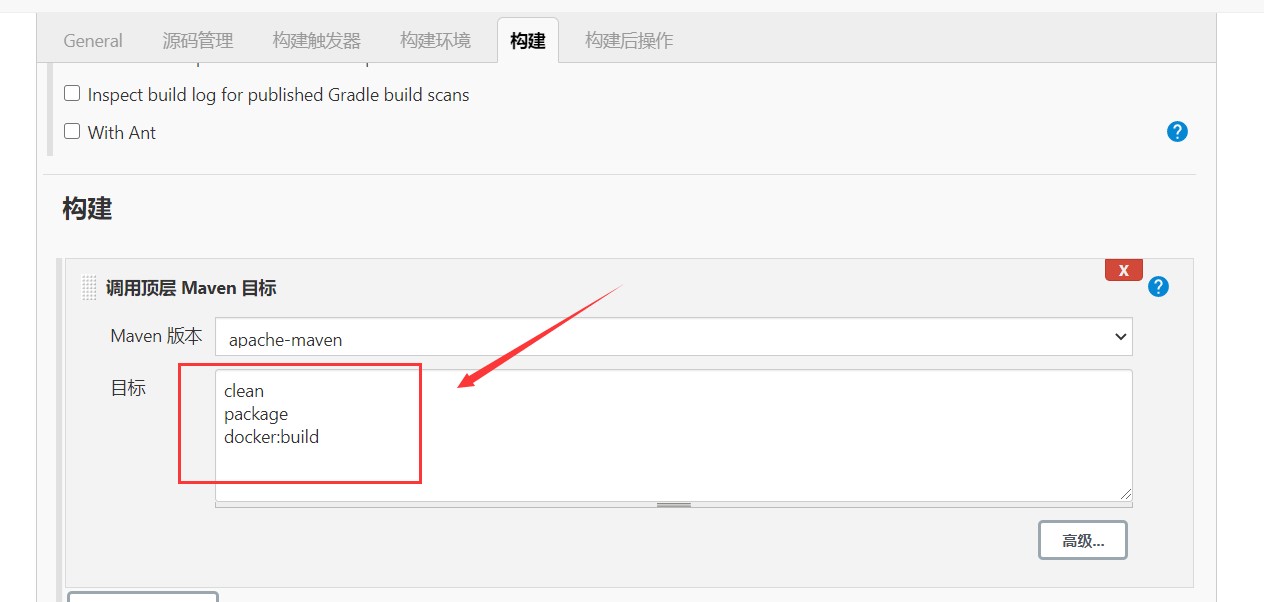 General 源码管理 构建触发器 构建环境 构建 构建后操作
Inspect build log for published Gradle build scans
With Ant
?
构建
X
调用顶层 Maven 目标
?
Maven 版本 apache-maven
目标
clean
package
docker:build
高级...